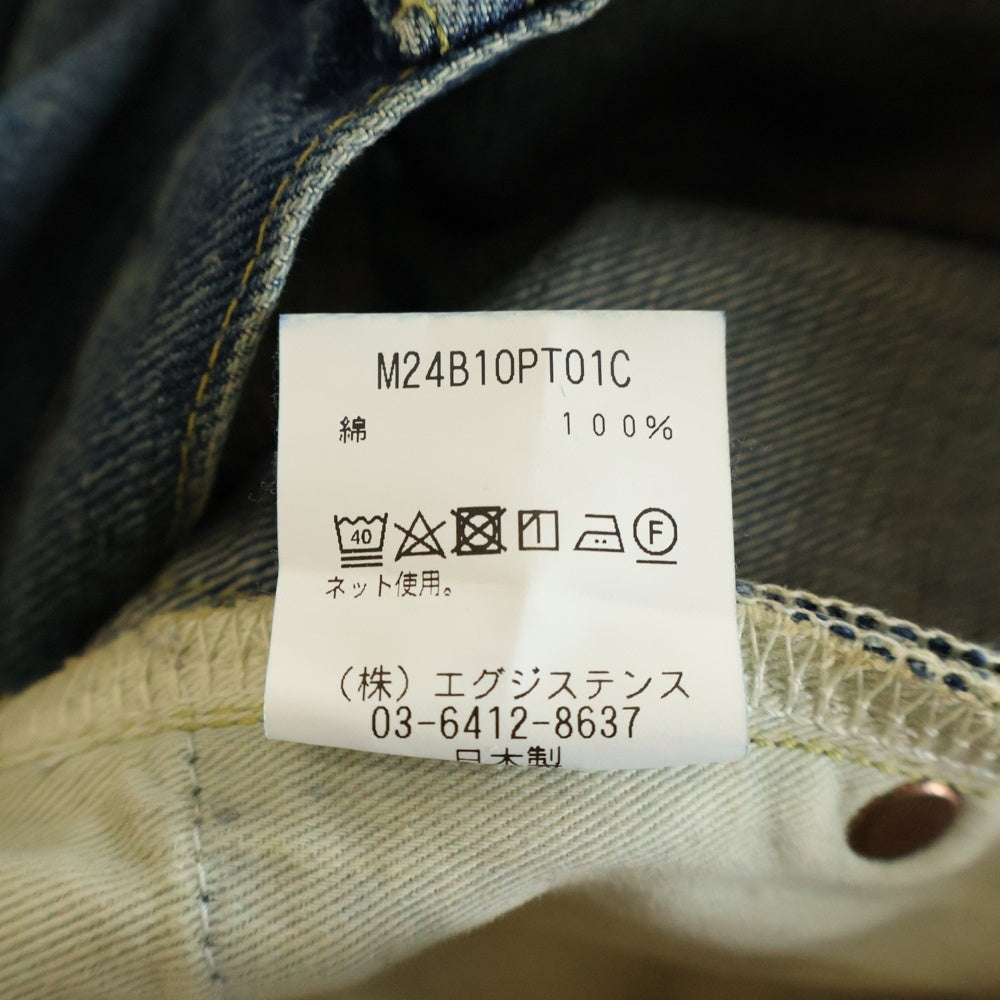 M24B10PT01C
綿 100%
40 F
ネット使用。
（株）エグジステンス
03-6412-8637
日本製